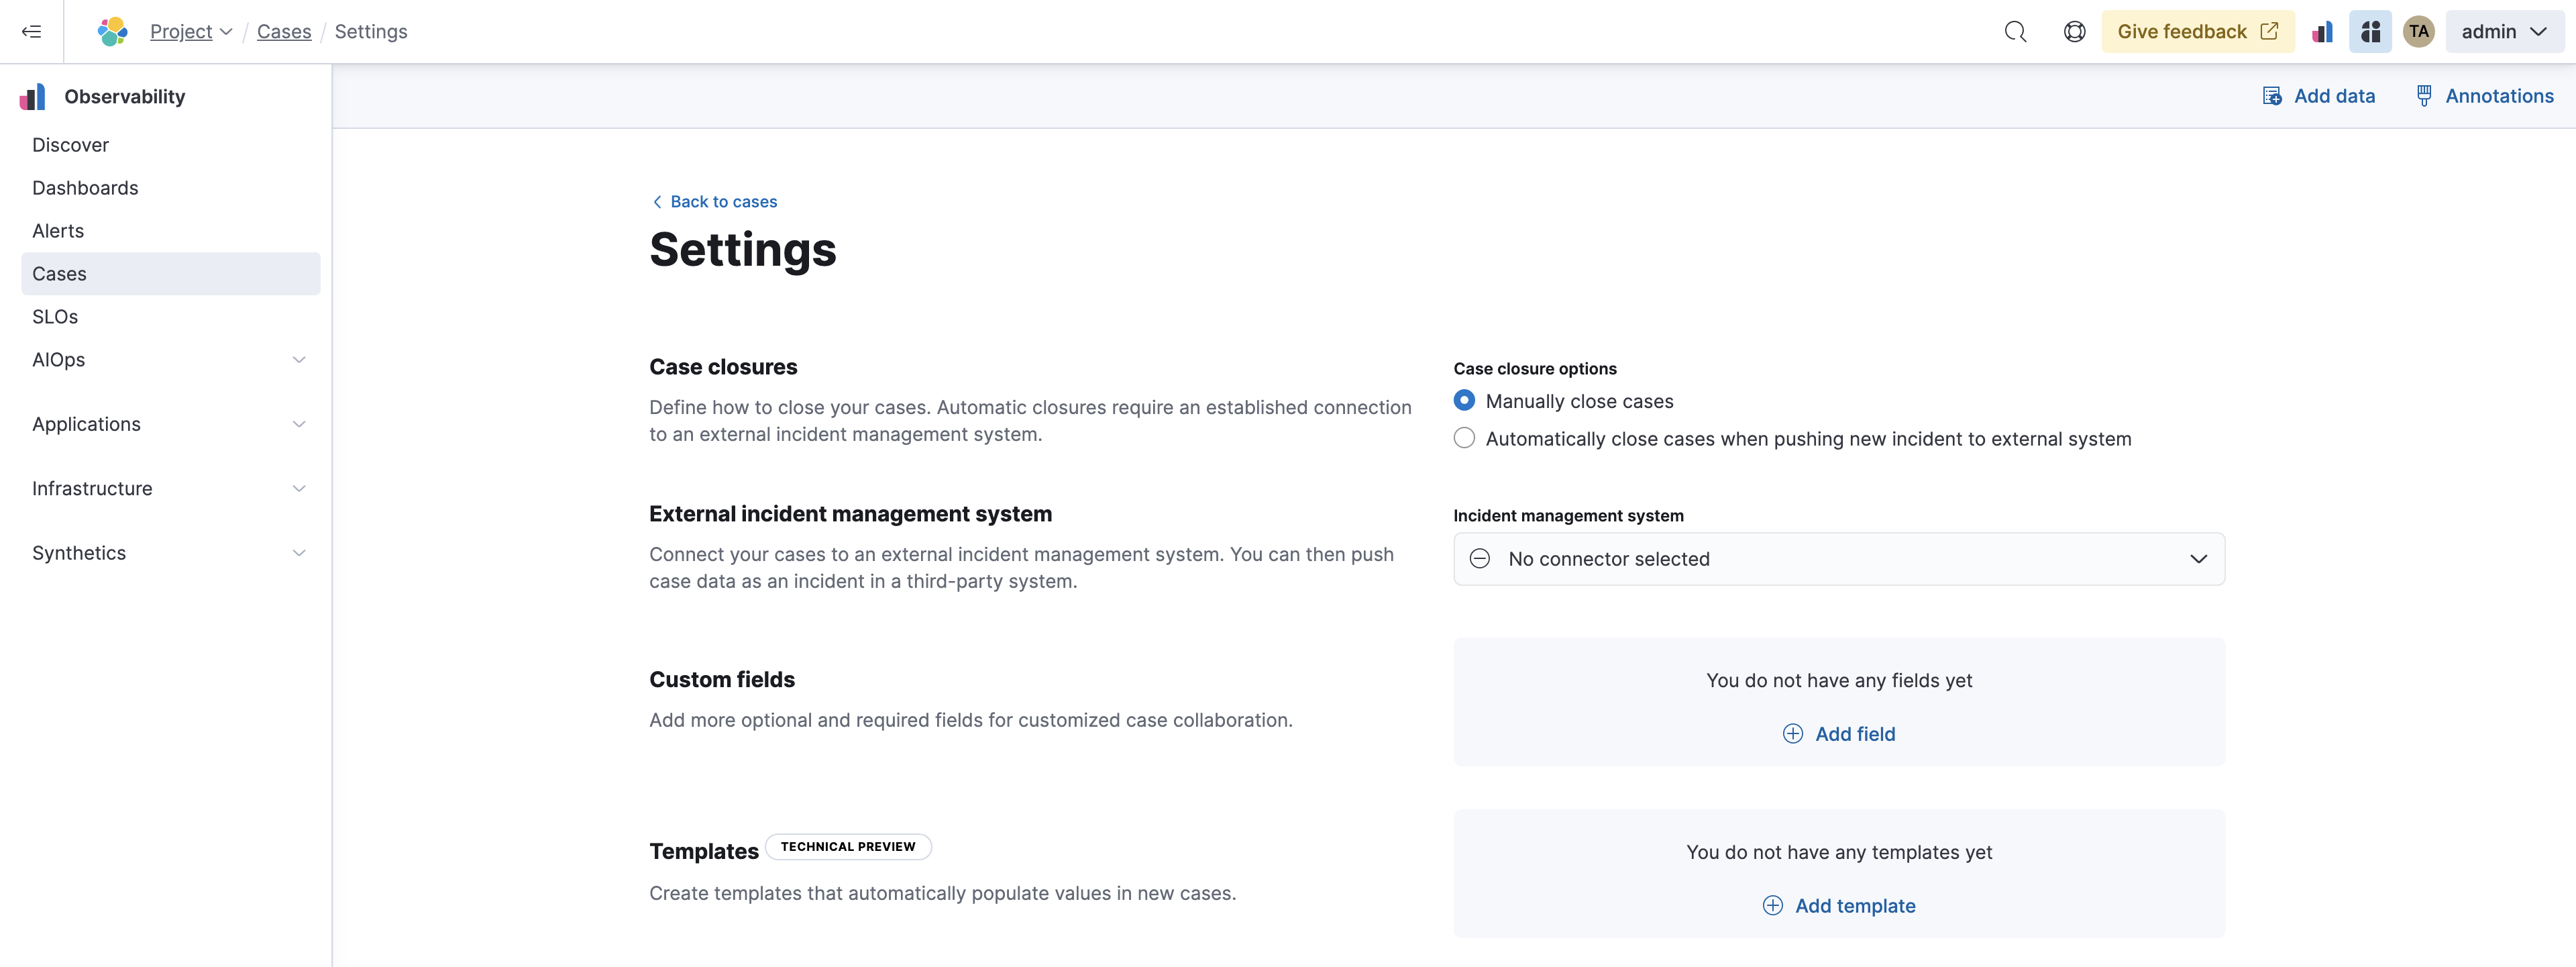 Project / Cases / Settings
Give feedback
TA
admin
Observability
Add data
Annotations
Discover
Dashboards
Alerts
Cases
SLOs
AIOps
Applications
Infrastructure
Synthetics
Back to cases
Settings
Case closures
Define how to close your cases. Automatic closures require an established connection
to an external incident management system.
Case closure options
Manually close cases
Automatically close cases when pushing new incident to external system
External incident management system
Connect your cases to an external incident management system. You can then push
case data as an incident in a third-party system.
Incident management system
No connector selected
Custom fields
Add more optional and required fields for customized case collaboration.
You do not have any fields yet
Add field
Templates TECHNICAL PREVIEW
Create templates that automatically populate values in new cases.
You do not have any templates yet
Add template